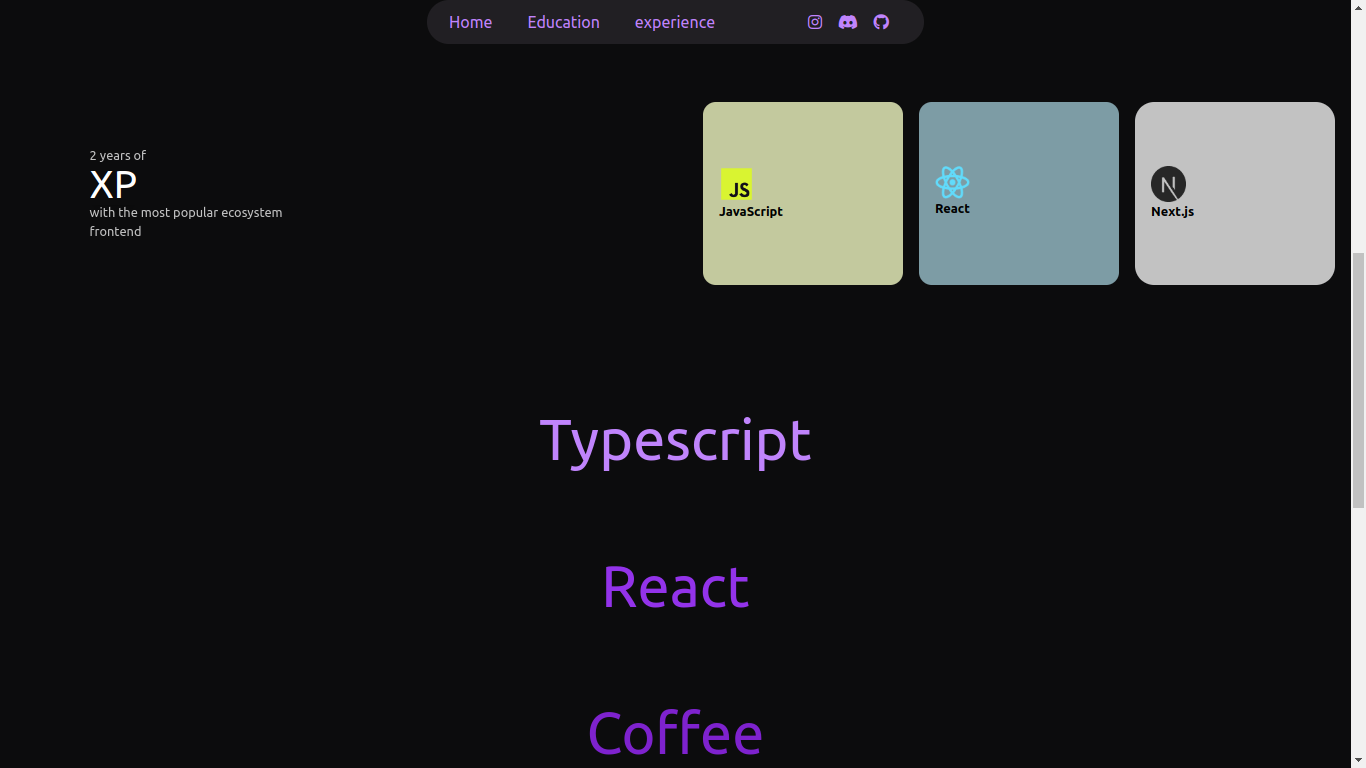 Home Education experience
2 years of
XP
with the most popular ecosystem
frontend
JS
JavaScript
React
N
Next.js
Typescript
React
Coffee